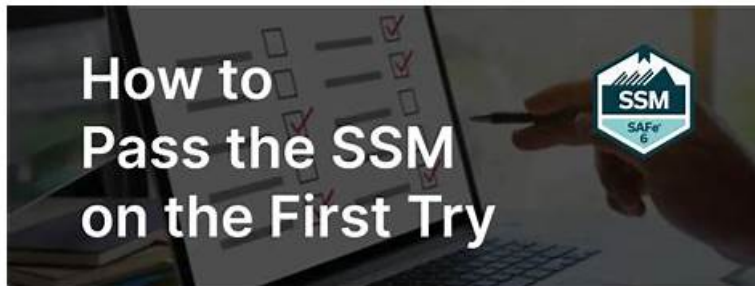 How to
Pass the SSM
on the First Try
SSM
SAFe®
6